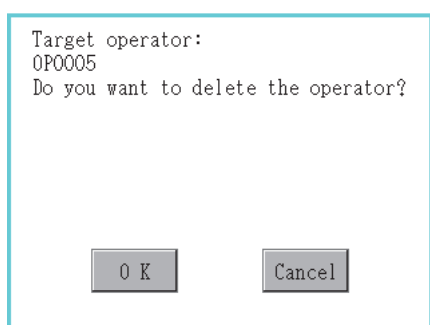 Target operator:
OP0005
Do you want to delete the operator?
O K
Cancel